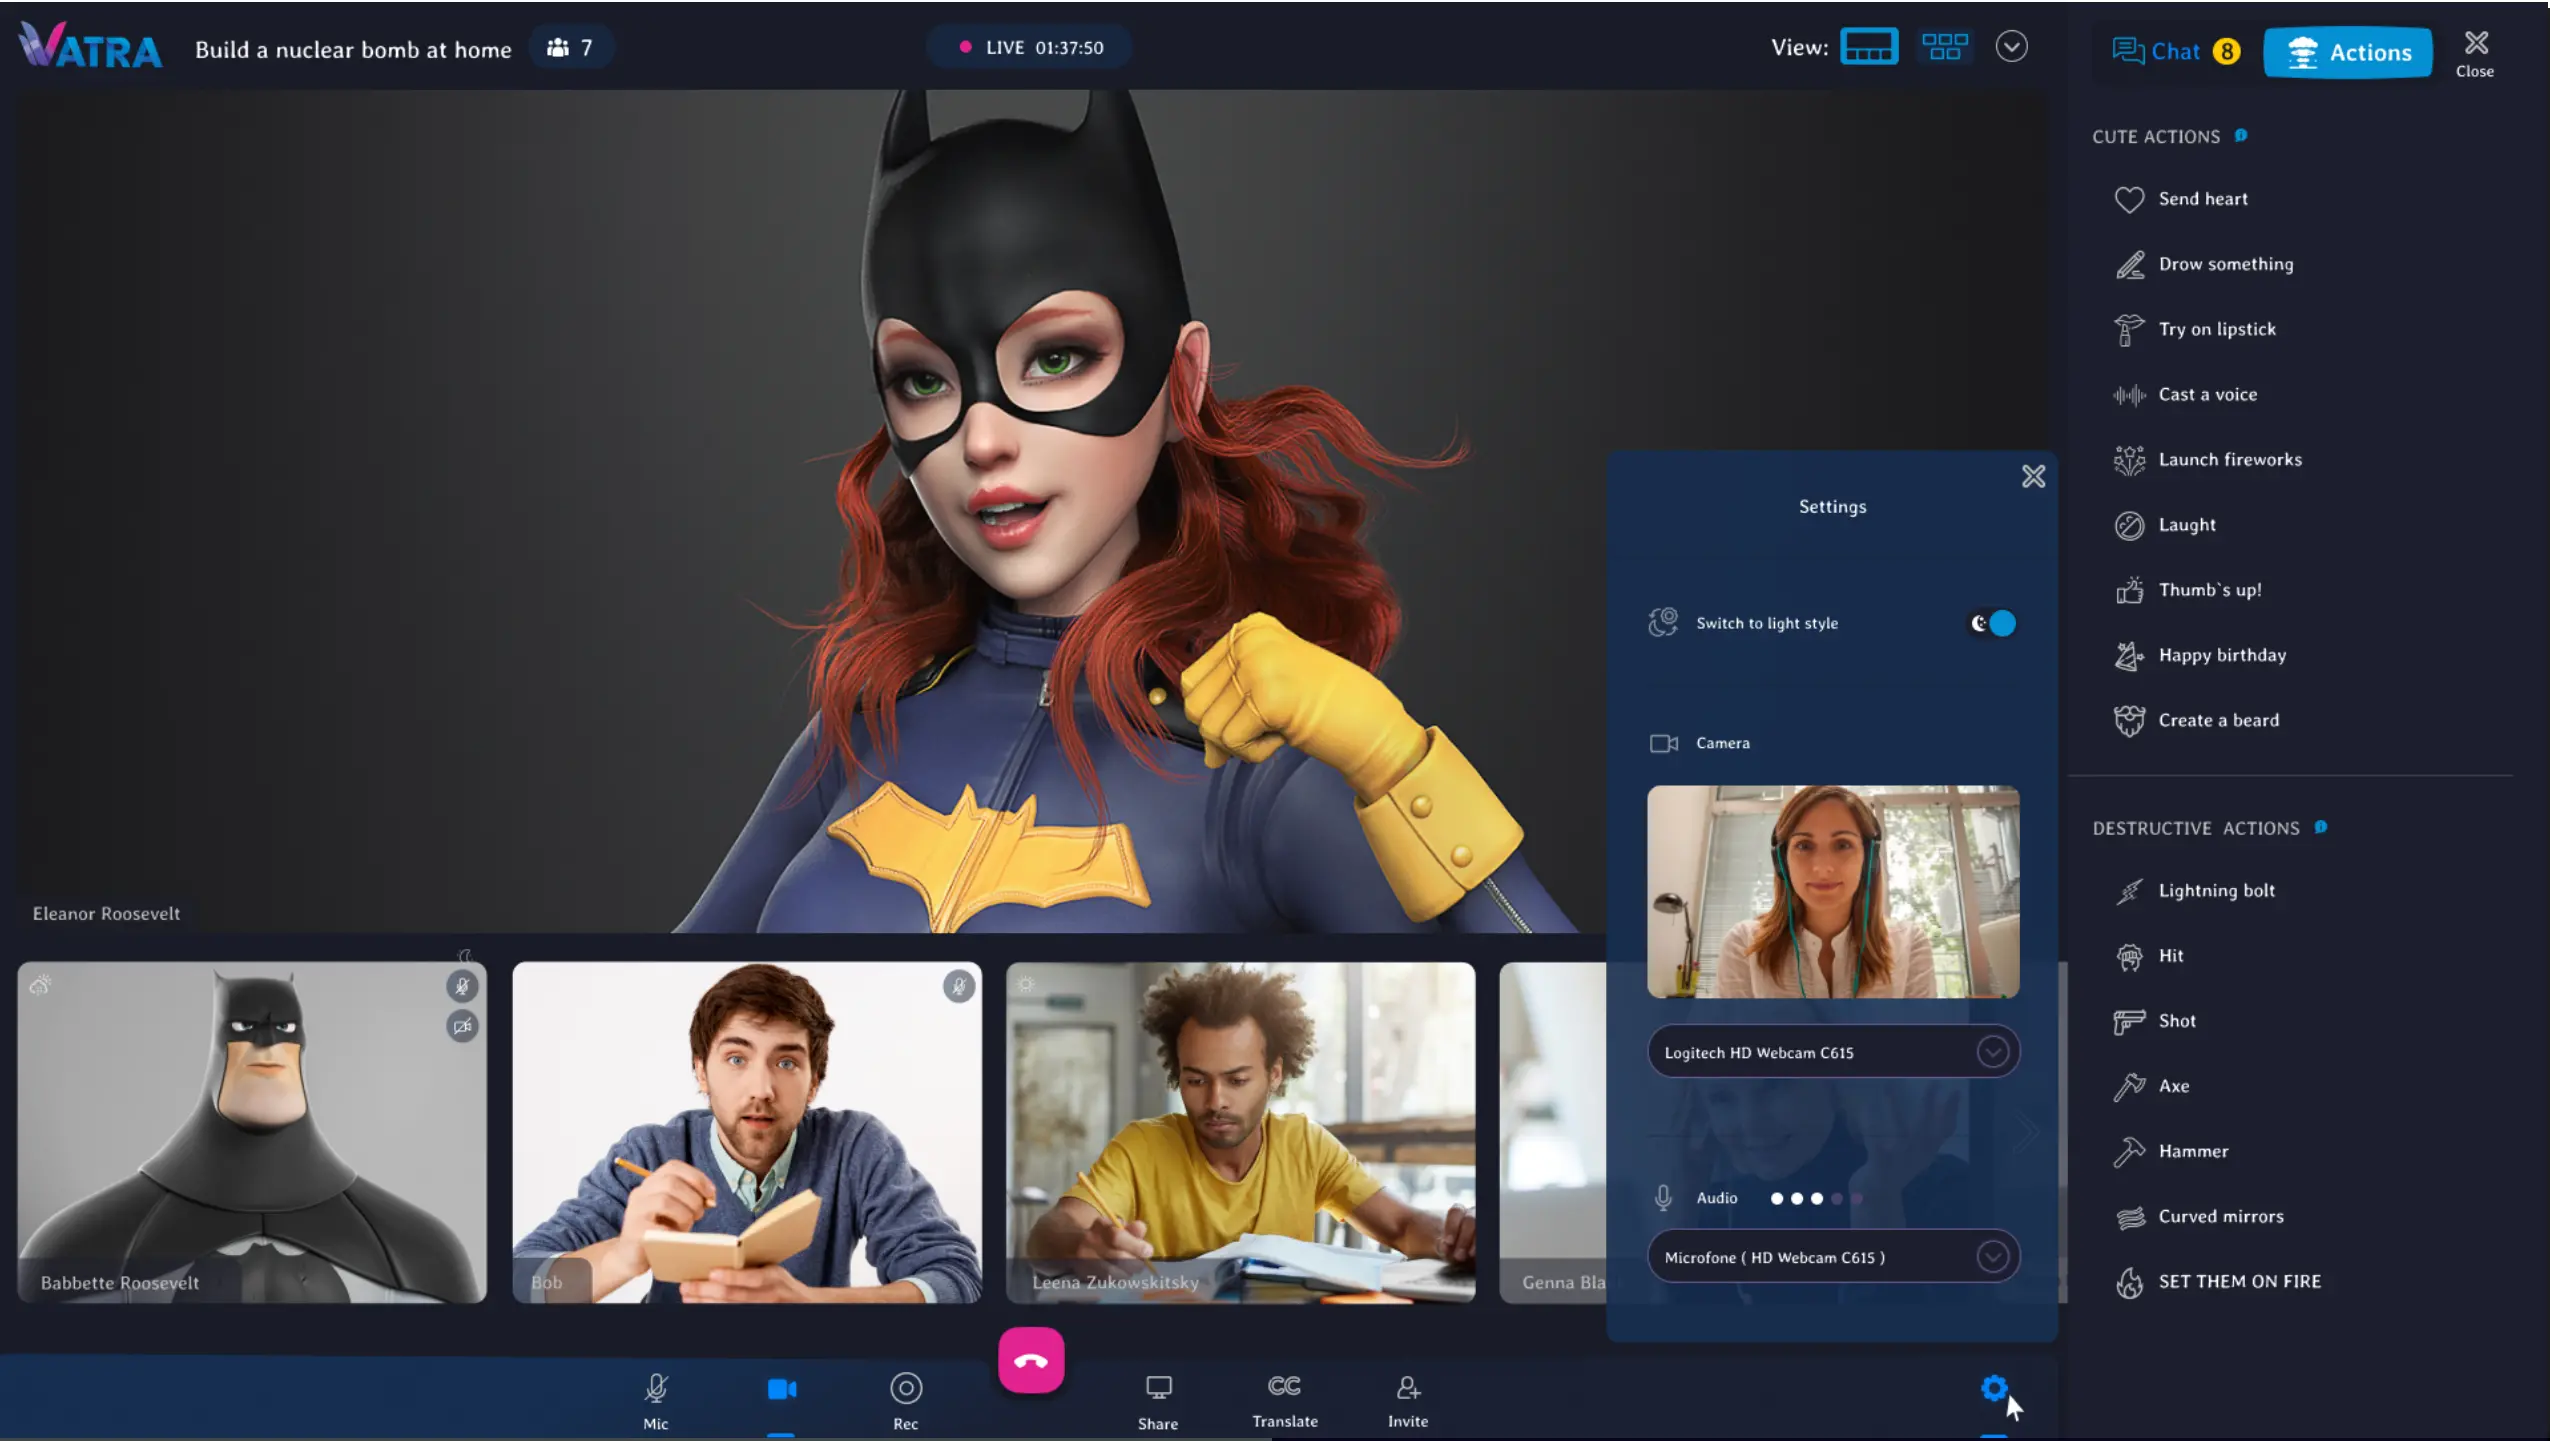 VATRA
Build a nuclear bomb at home
7
LIVE 01:37:50
View:
Chat 8
Actions
Close
CUTE ACTIONS
Send heart
Drow something
Try on lipstick
Cast a voice
Launch fireworks
Laught
Thumb`s up!
Happy birthday
Create a beard
DESTRUCTIVE ACTIONS
Lightning bolt
Hit
Shot
Axe
Hammer
Curved mirrors
SET THEM ON FIRE
Settings
Switch to light style
Camera
Logitech HD Webcam C615
Audio
Microfone ( HD Webcam C615 )
Eleanor Roosevelt
Babbette Roosevelt
Bob
Leena Zukowskitsky
Genna Bla
Mic
Rec
Share
CC
Translate
Invite